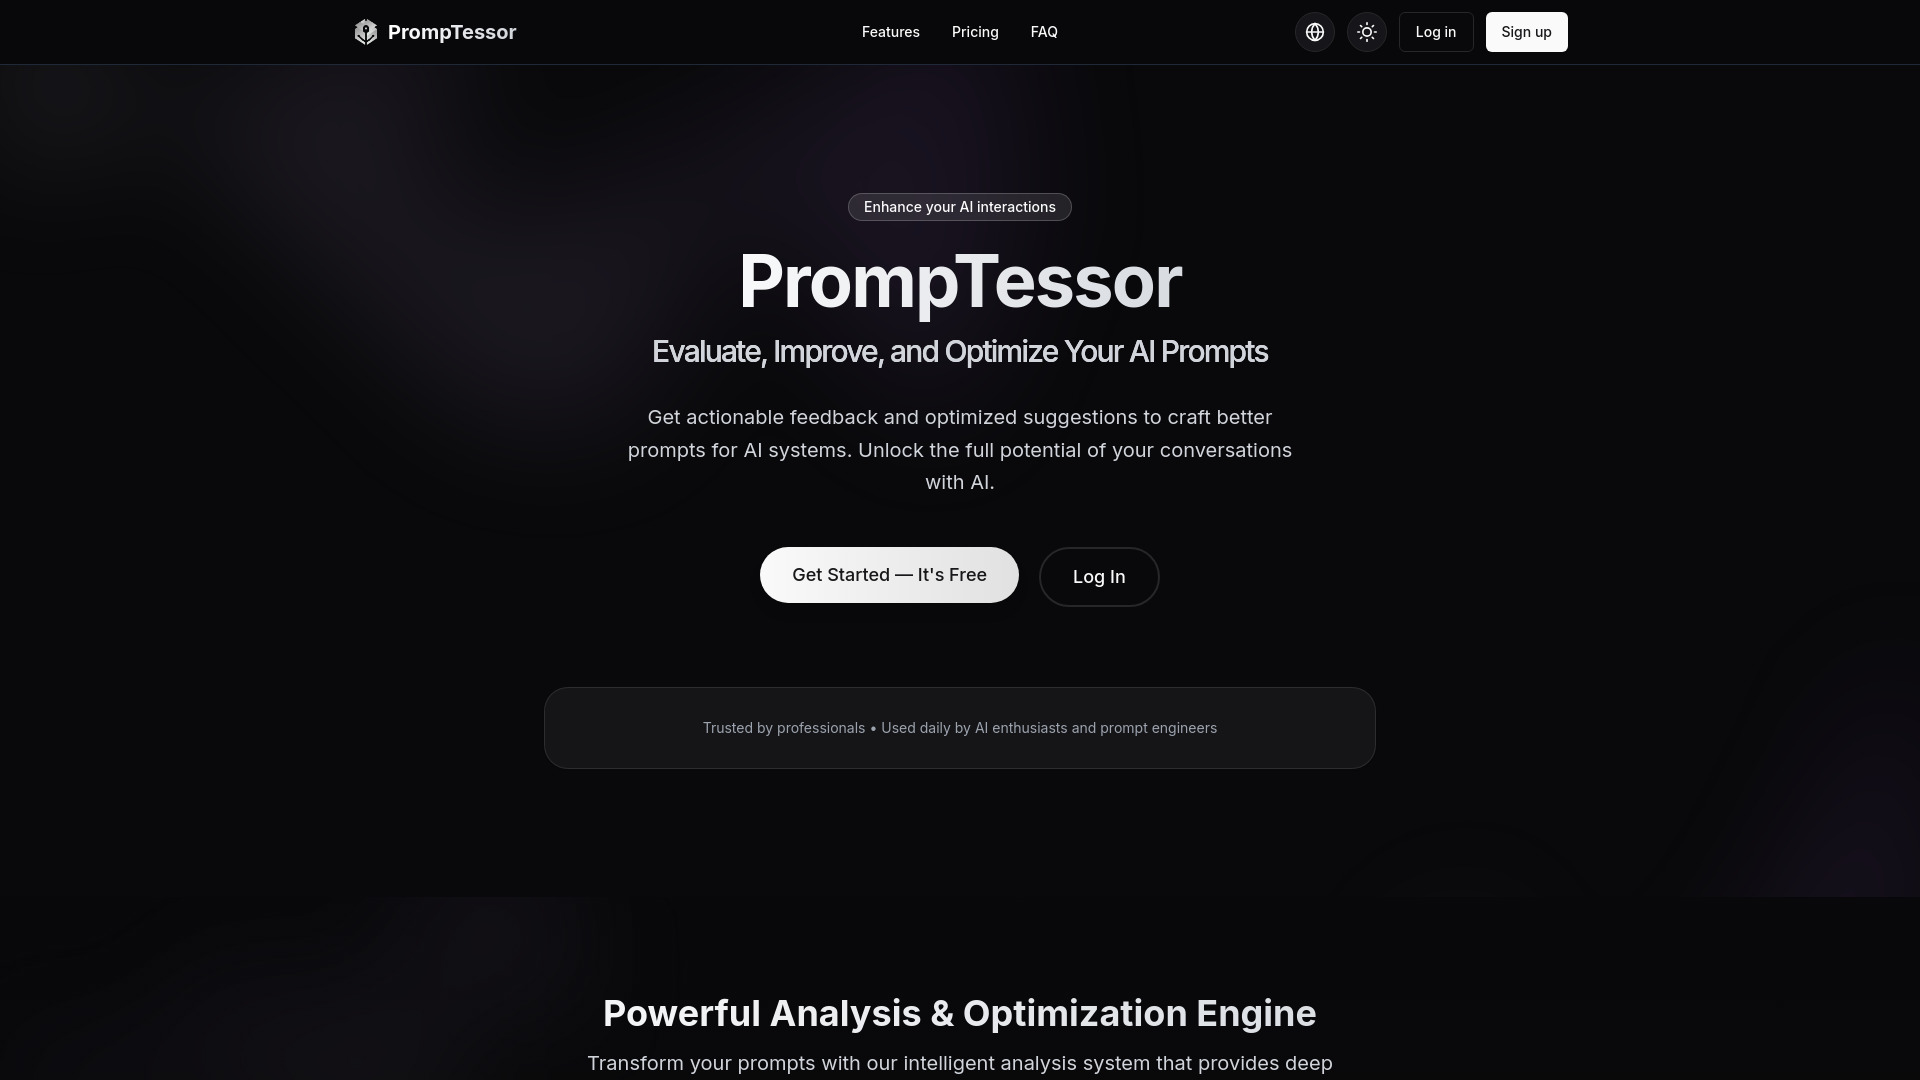 PrompTessor
Features
Pricing
FAQ
Log in
Sign up
Enhance your AI interactions
PrompTessor
Evaluate, Improve, and Optimize Your AI Prompts
Get actionable feedback and optimized suggestions to craft better
prompts for AI systems. Unlock the full potential of your conversations
with AI.
Get Started — It's Free
Log In
Trusted by professionals • Used daily by AI enthusiasts and prompt engineers
Powerful Analysis & Optimization Engine
Transform your prompts with our intelligent analysis system that provides deep